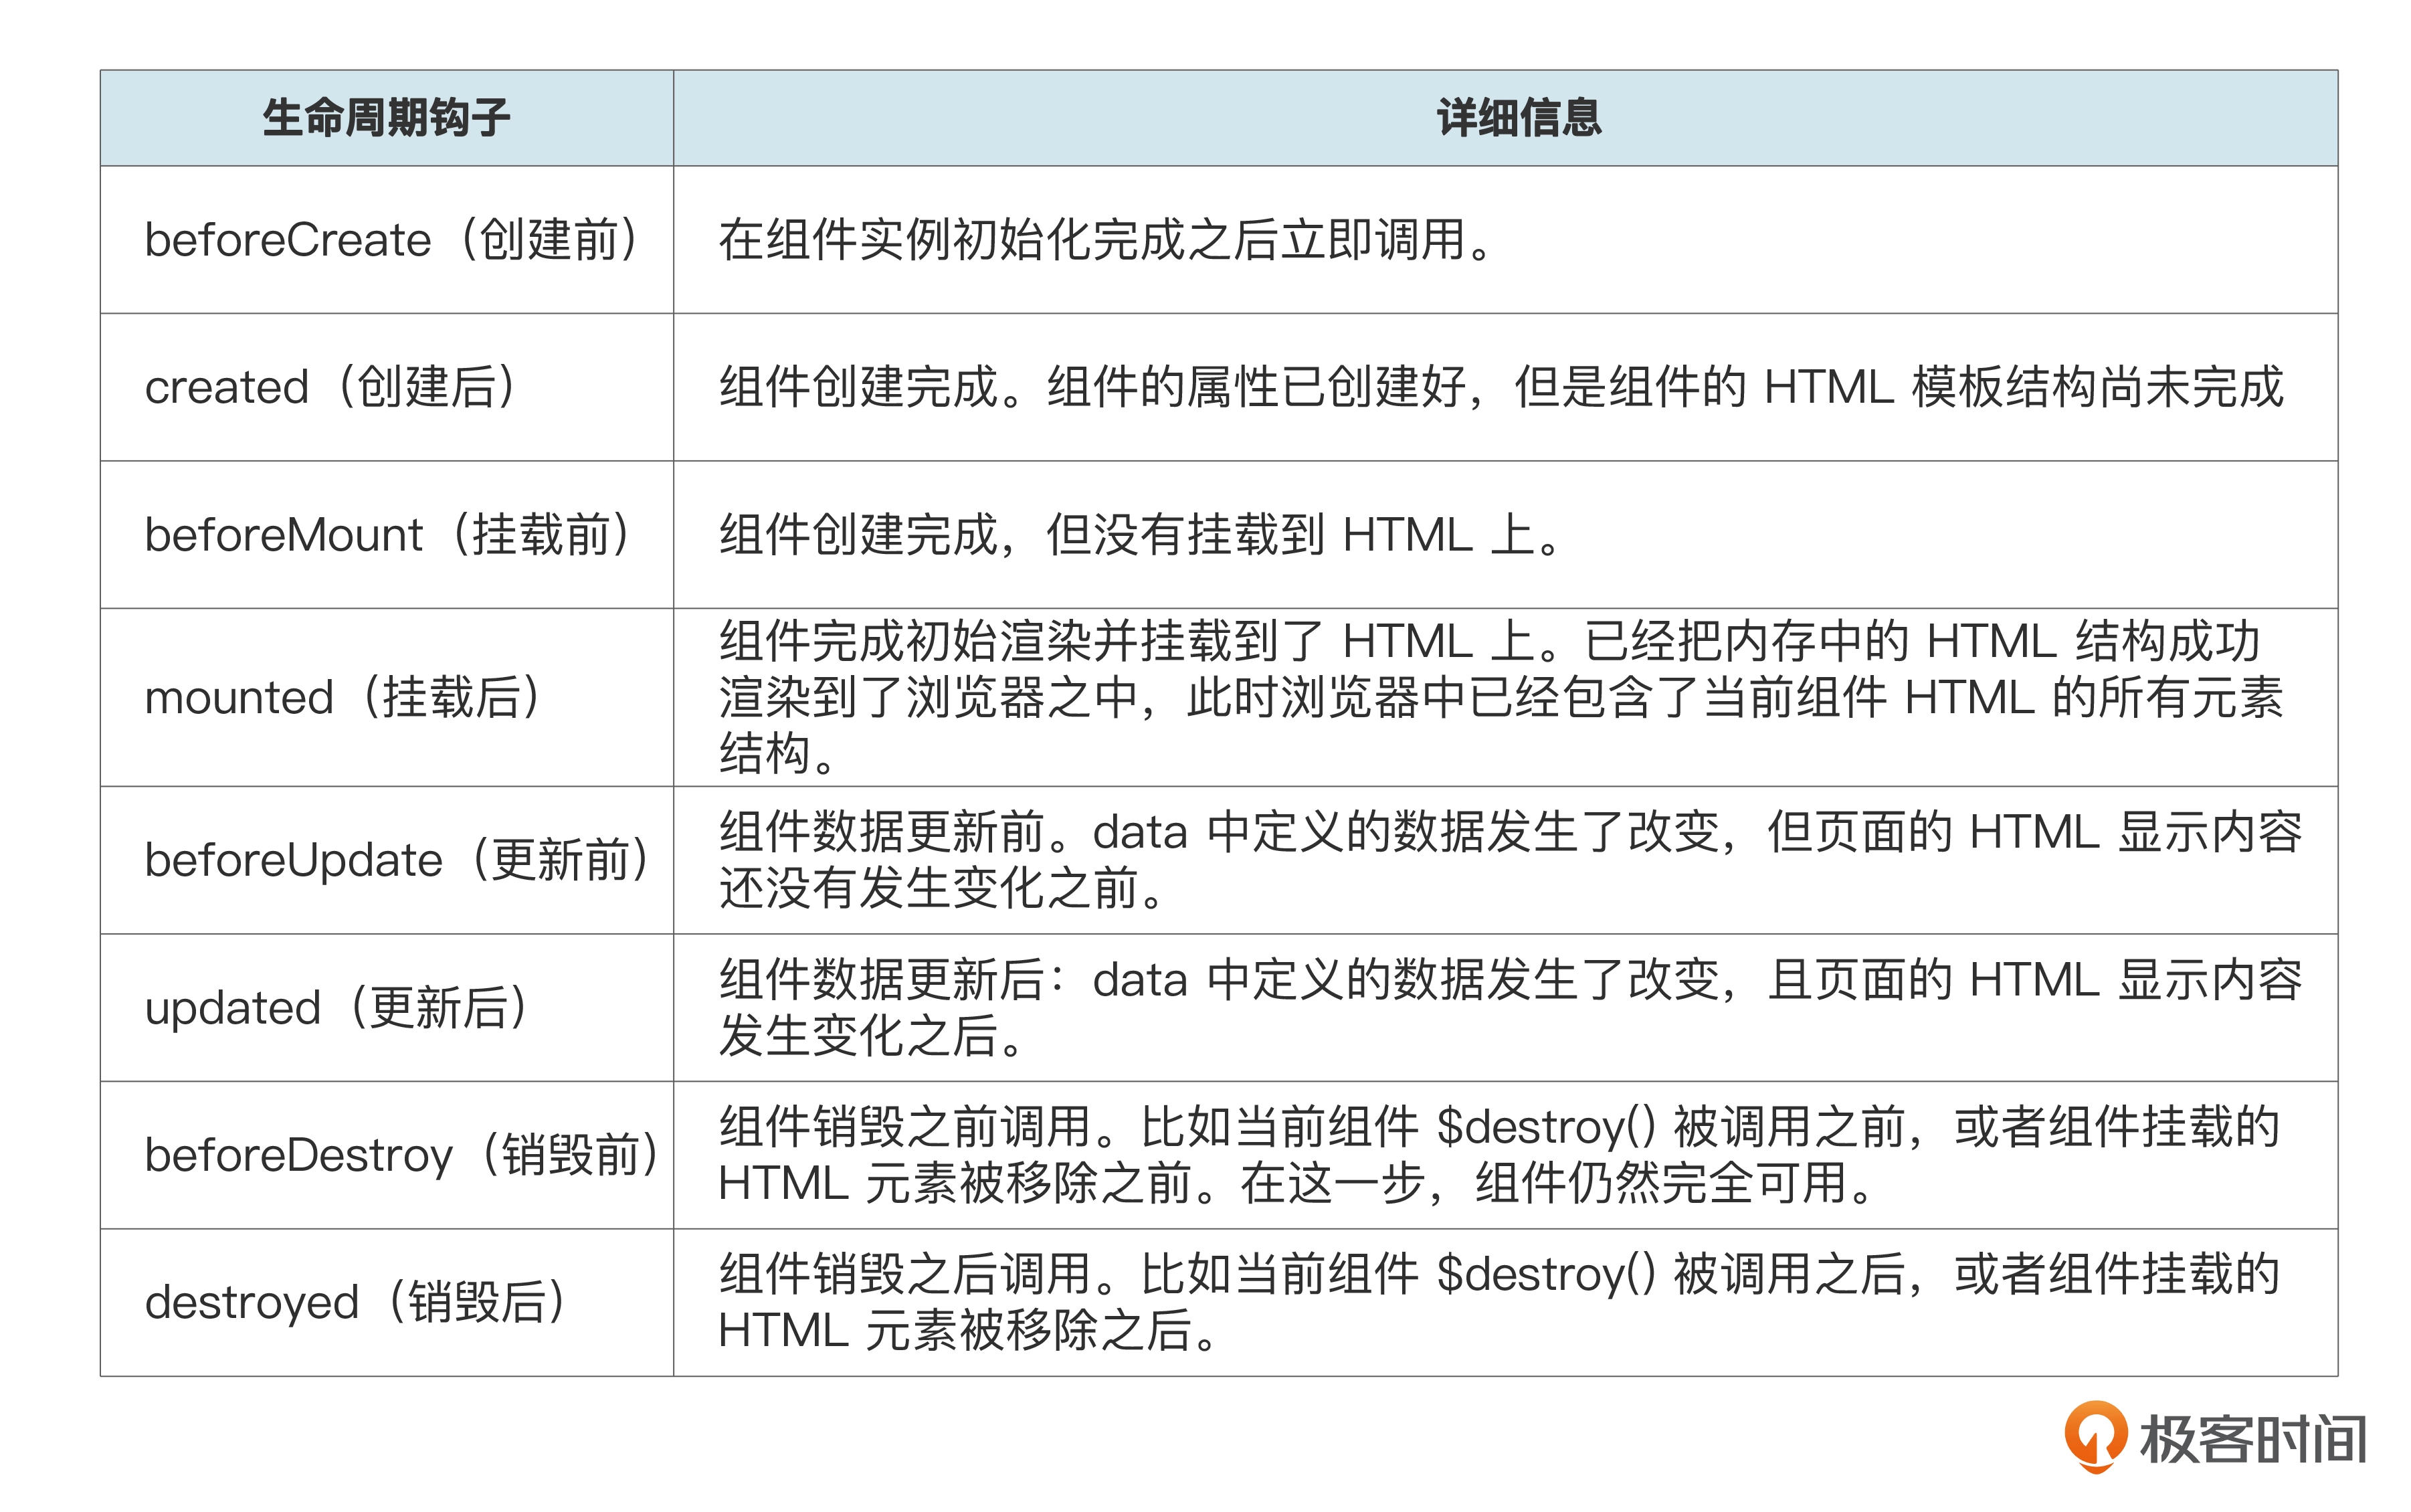 生命周期钩子
详细信息
beforeCreate（创建前）
在组件实例初始化完成之后立即调用。
created（创建后）
组件创建完成。组件的属性已创建好，但是组件的 HTML 模板结构尚未完成
beforeMount（挂载前）
组件创建完成，但没有挂载到 HTML 上。
mounted（挂载后）
组件完成初始渲染并挂载到了 HTML 上。已经把内存中的 HTML 结构成功
渲染到了浏览器之中，此时浏览器中已经包含了当前组件 HTML 的所有元素
结构。
beforeUpdate（更新前）
组件数据更新前。data 中定义的数据发生了改变，但页面的 HTML 显示内容
还没有发生变化之前。
updated（更新后）
组件数据更新后：data 中定义的数据发生了改变，且页面的 HTML 显示内容
发生变化之后。
beforeDestroy（销毁前）
组件销毁之前调用。比如当前组件 $destroy() 被调用之前，或者组件挂载的
HTML 元素被移除之前。在这一步，组件仍然完全可用。
destroyed（销毁后）
组件销毁之后调用。比如当前组件 $destroy() 被调用之后，或者组件挂载的
HTML 元素被移除之后。
极客时间